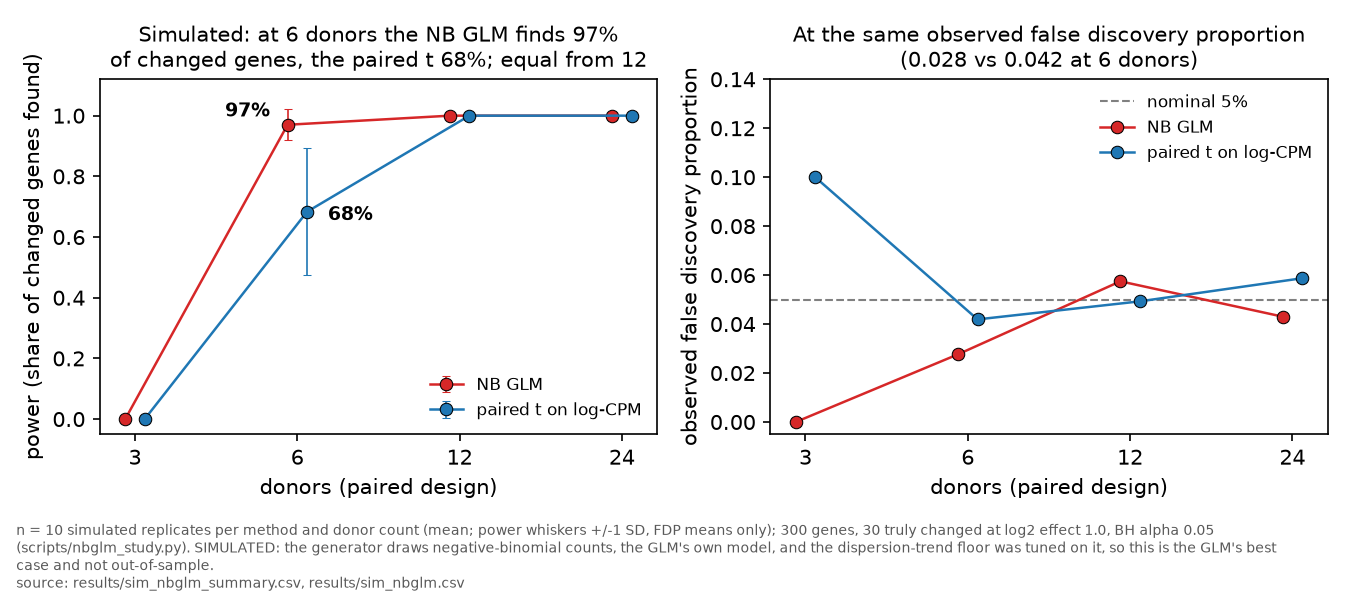 Simulated: at 6 donors the NB GLM finds 97%
of changed genes, the paired t 68%; equal from 12
power (share of changed genes found)
1.0
0.8
0.6
0.4
0.2
0.0
97%
68%
NB GLM
paired t on log-CPM
3
6
12
24
donors (paired design)
At the same observed false discovery proportion
(0.028 vs 0.042 at 6 donors)
observed false discovery proportion
0.14
0.12
0.10
0.08
0.06
0.04
0.02
0.00
nominal 5%
NB GLM
paired t on log-CPM
3
6
12
24
donors (paired design)
n = 10 simulated replicates per method and donor count (mean; power whiskers +/-1 SD, FDP means only); 300 genes, 30 truly changed at log2 effect 1.0, BH alpha 0.05
(scripts/nbglm_study.py). SIMULATED: the generator draws negative-binomial counts, the GLM's own model, and the dispersion-trend floor was tuned on it, so this is the GLM's best
case and not out-of-sample.
source: results/sim_nbglm_summary.csv, results/sim_nbglm.csv